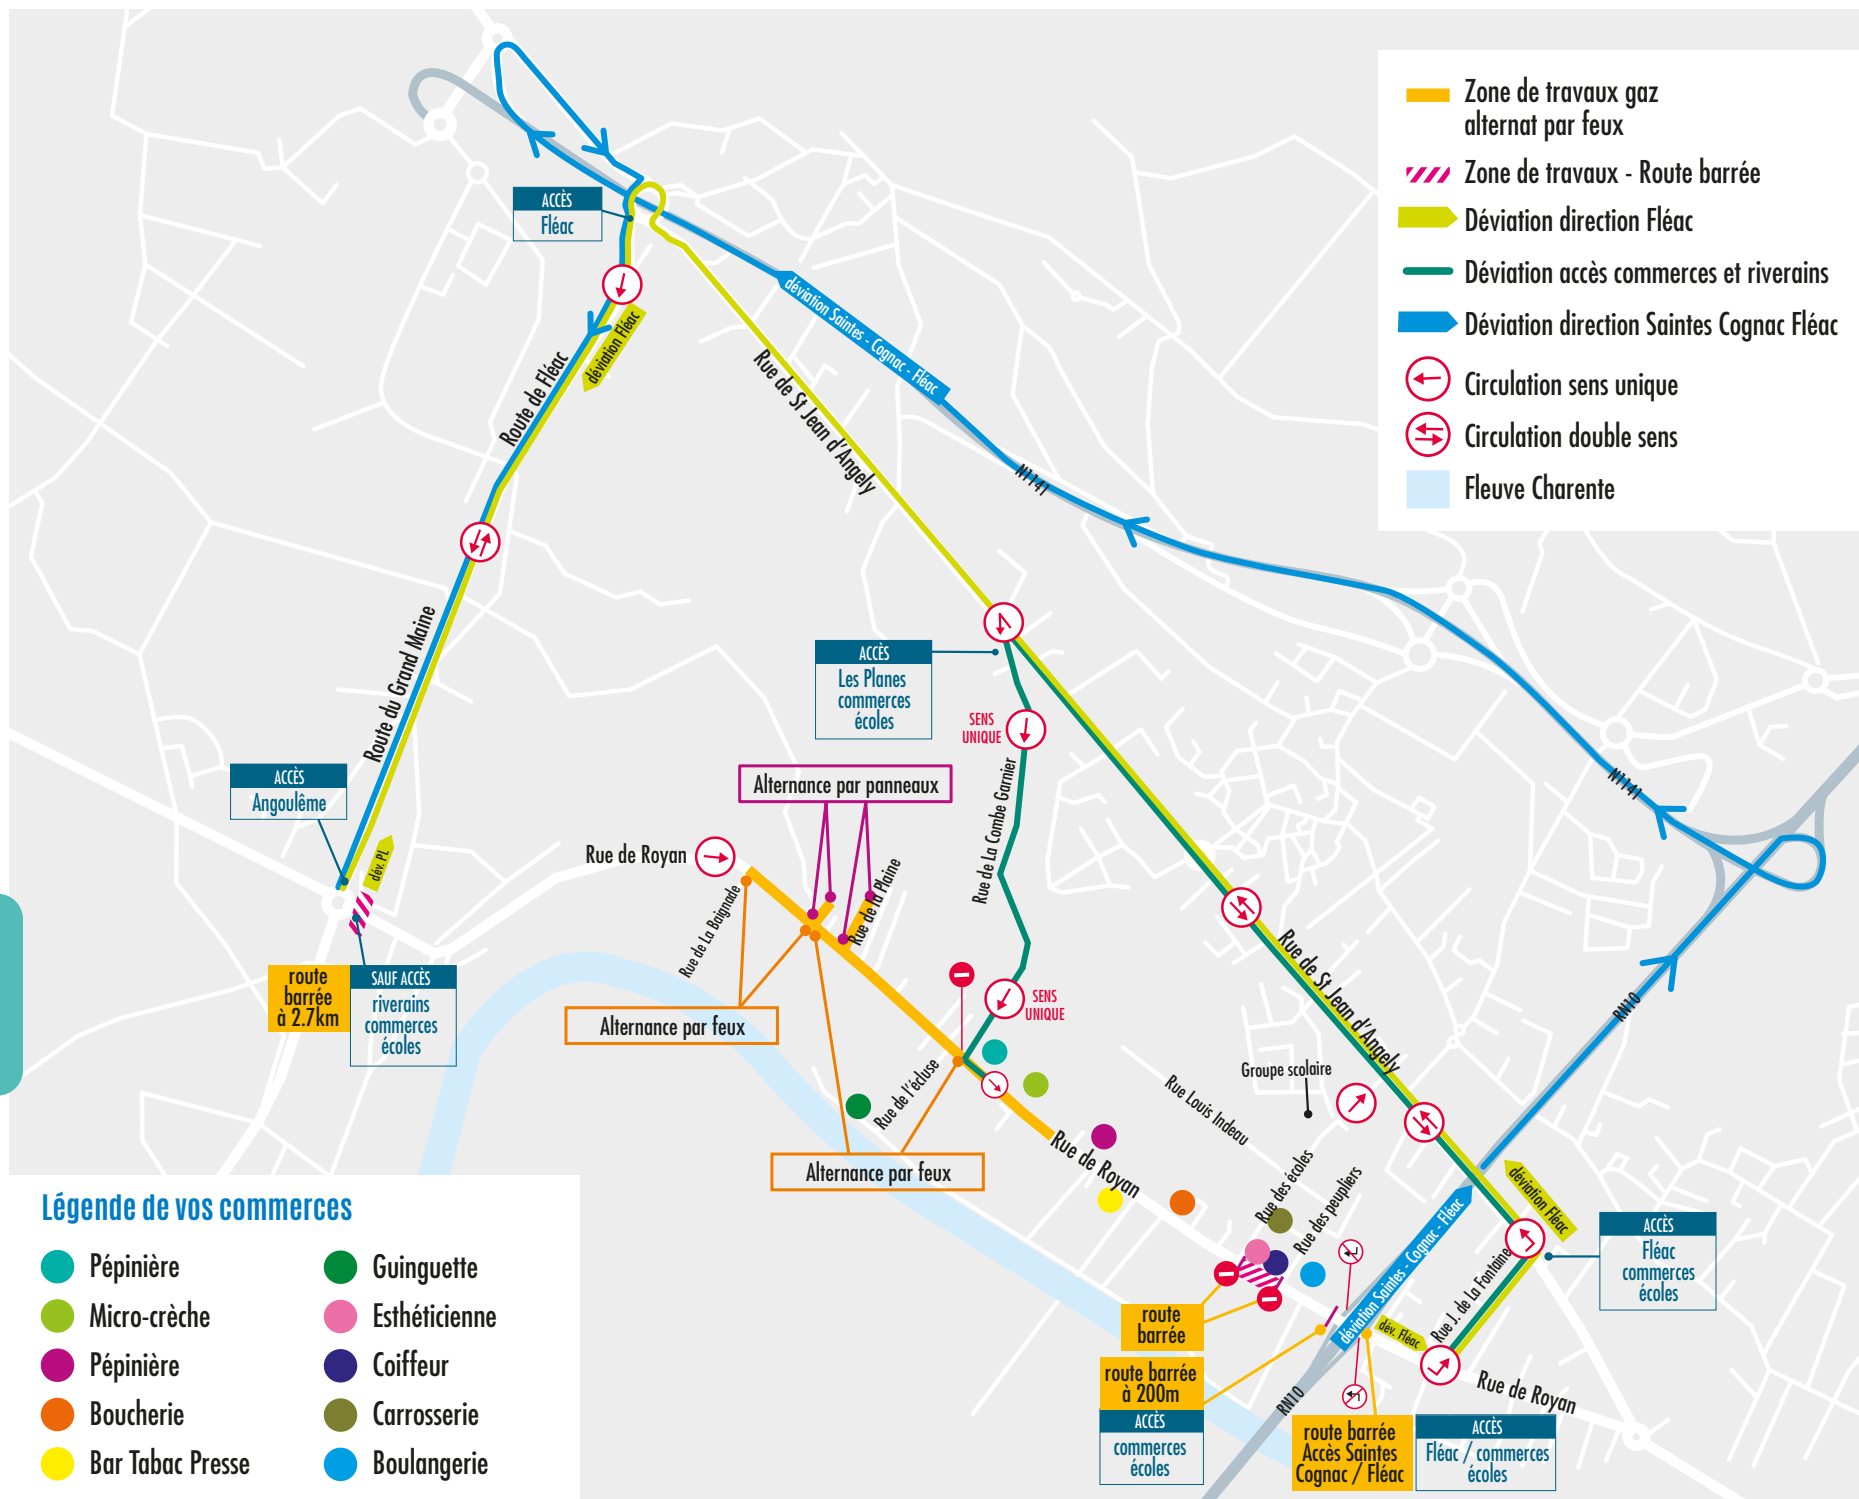 Zone de travaux gaz
alternat par feux
Zone de travaux - Route barrée
Déviation direction Fléac
Déviation accès commerces et riverains
Déviation direction Saintes Cognac Fléac
Circulation sens unique
Circulation double sens
Fleuve Charente
ACCÈS
Fléac
déviation Saintes - Cognac - Fléac
déviation Fléac
Route de Fléac
Rue de St Jean d'Angely
N1141
Route du Grand Maine
ACCÈS
Les Planes
commerces
écoles
SENS
UNIQUE
Rue de La Combe Garnier
N1141
ACCÈS
Angoulême
Alternance par panneaux
dév. PL
Rue de Royan
Rue de La Baignade
Rue de la Plaine
route
barrée
à 2.7km
SAUF ACCÈS
riverains
commerces
écoles
Alternance par feux
SENS
UNIQUE
Rue de St Jean d'Angely
RN10
Rue de l'écluse
Groupe scolaire
Rue Louis Indeau
Alternance par feux
Rue de Royan
Rue des écoles
Rue des peupliers
déviation Fléac
déviation Saintes - Cognac - Fléac
ACCÈS
Fléac
commerces
écoles
Rue J. de La Fontaine
dév. Fléac
route
barrée
route barrée
à 200m
ACCÈS
commerces
écoles
RN10
Rue de Royan
route barrée
Accès Saintes
Cognac / Fléac
ACCÈS
Fléac / commerces
écoles
Légende de vos commerces
Pépinière
Micro-crèche
Pépinière
Boucherie
Bar Tabac Presse
Guinguette
Esthéticienne
Coiffeur
Carrosserie
Boulangerie